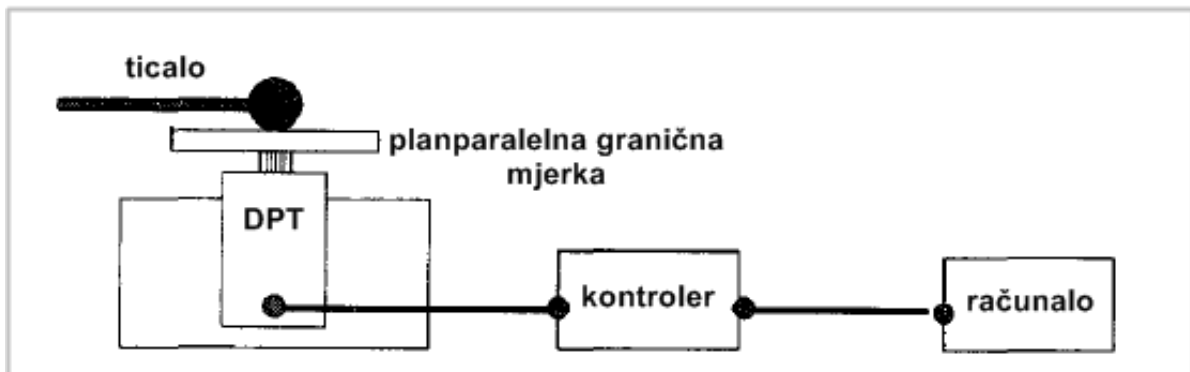 ticalo
planparalelna granična
mjerka
DPT
kontroler
računalo